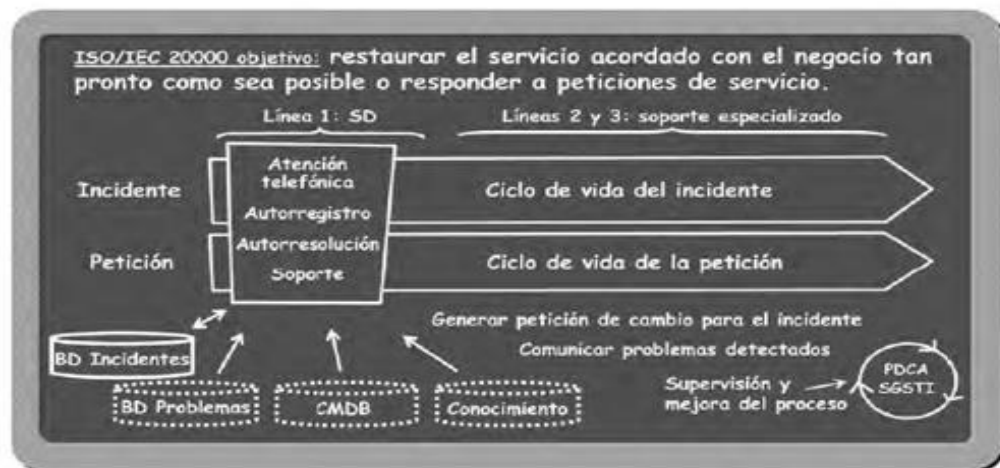 ISO/IEC 20000 objetivo: restaurar el servicio acordado con el negocio tan
pronto como sea posible o responder a peticiones de servicio.
Línea 1: SD
Líneas 2 y 3: soporte especializado
Incidente
Atención
telefónica
Autorregistro
Autorresolución
Soporte
Ciclo de vida del incidente
Petición
Ciclo de vida de la petición
Generar petición de cambio para el incidente
Comunicar problemas detectados
Supervisión y
mejora del proceso
PDCA
SGSTI
BD Incidentes
BD Problemas
CMDB
Conocimiento